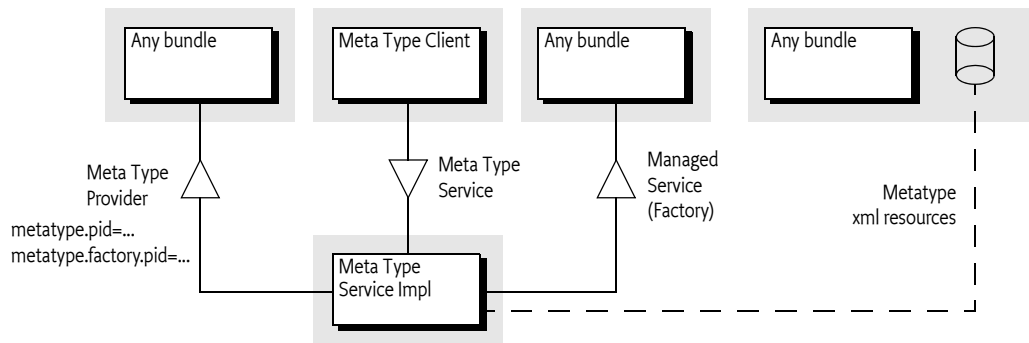 Any bundle
Meta Type Client
Any bundle
Any bundle
Meta Type
Provider
metatype.pid=...
metatype.factory.pid=...
Meta Type
Service
Managed
Service
(Factory)
Metatype
xml resources
Meta Type
Service Impl